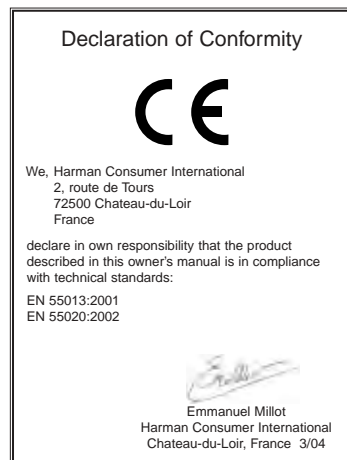 Declaration of Conformity
CE
We, Harman Consumer International
2, route de Tours
72500 Chateau-du-Loir
France
declare in own responsibility that the product
described in this owner's manual is in compliance
with technical standards:
EN 55013:2001
EN 55020:2002
Emmanuel Millot
Harman Consumer International
Chateau-du-Loir, France 3/04